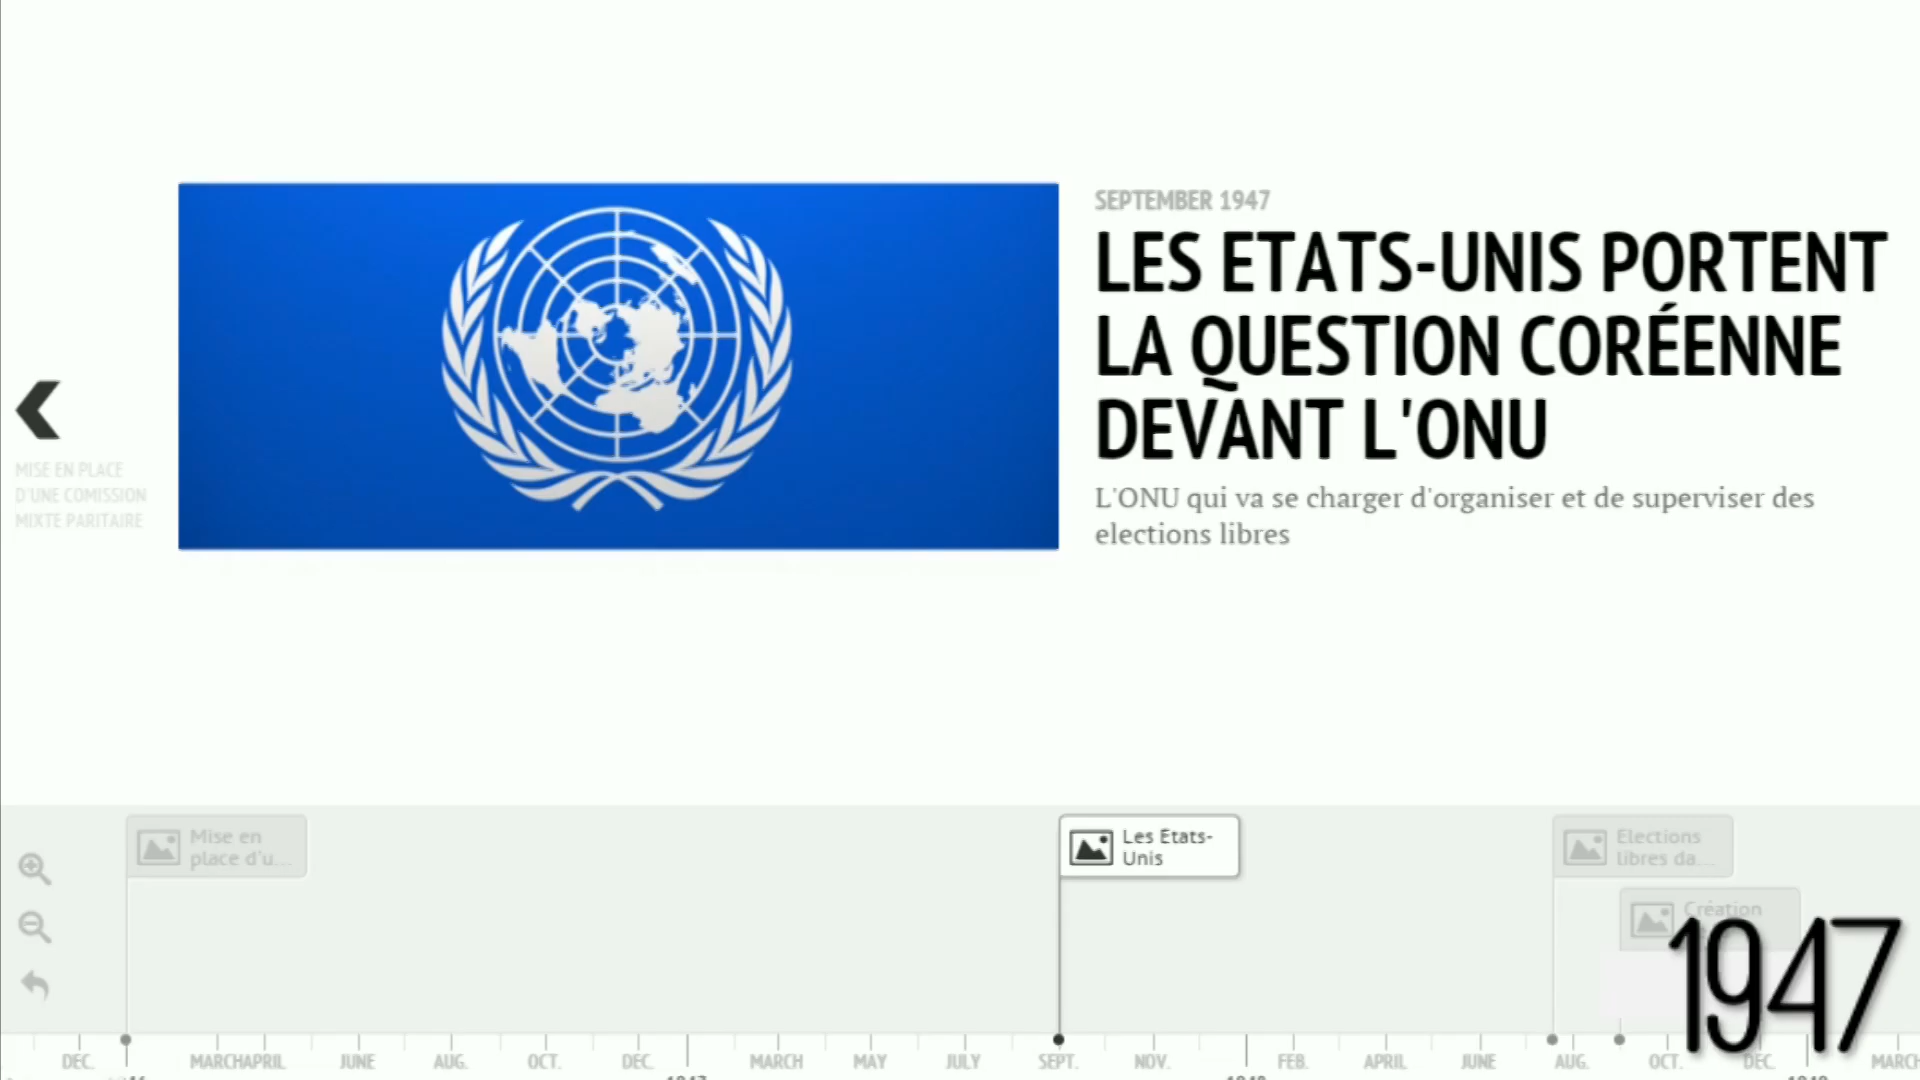 SEPTEMBER 1947
LES ETATS-UNIS PORTENT
LA QUESTION CORÉENNE
DEVANT L'ONU
L'ONU qui va se charger d'organiser et de superviser des
elections libres
MISE EN PLACE
D'UNE COMISSION
MIXTE PARITAIRE
Mise en
place d'u...
Les Etats-
Unis
Elections
libres da...
Création
1947
DEC. MARCH APRIL JUNE AUG. OCT. DEC. MARCH MAY JULY SEPT. NOV. FEB. APRIL JUNE AUG. OCT. DEC. MARCH